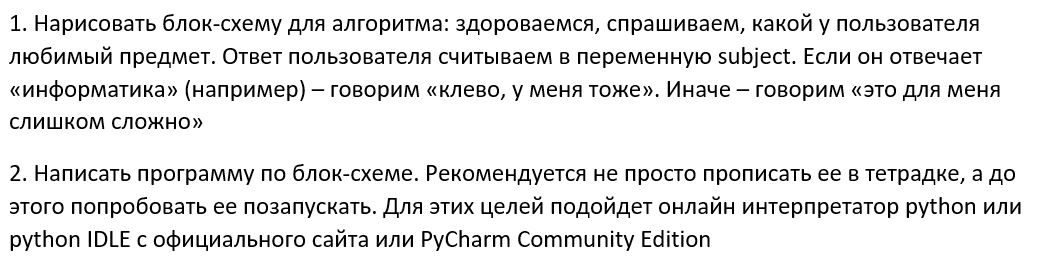 1. Нарисовать блок-схему для алгоритма: здороваемся, спрашиваем, какой у пользователя
любимый предмет. Ответ пользователя считываем в переменную subject. Если он отвечает
«информатика» (например) – говорим «клево, у меня тоже». Иначе – говорим «это для меня
слишком сложно»
2. Написать программу по блок-схеме. Рекомендуется не просто прописать ее в тетрадке, а до
этого попробовать ее позапускать. Для этих целей подойдет онлайн интерпретатор python или
python IDLE с официального сайта или PyCharm Community Edition